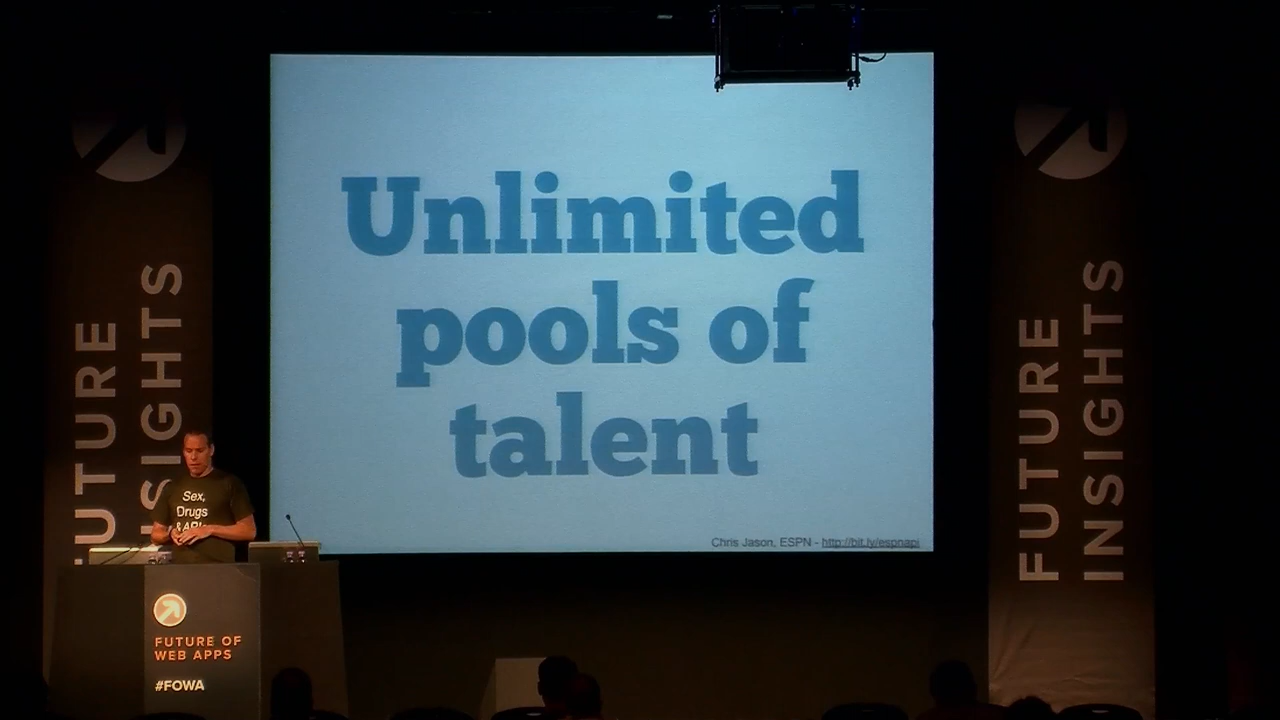 Unlimited
pools of
talent
Chris Jason, ESPN - http://bit.ly/espnapi
FUTURE
INSIGHTS
FUTURE
INSIGHTS
Sex,
Drugs
& APIs
FUTURE OF
WEB APPS
#FOWA